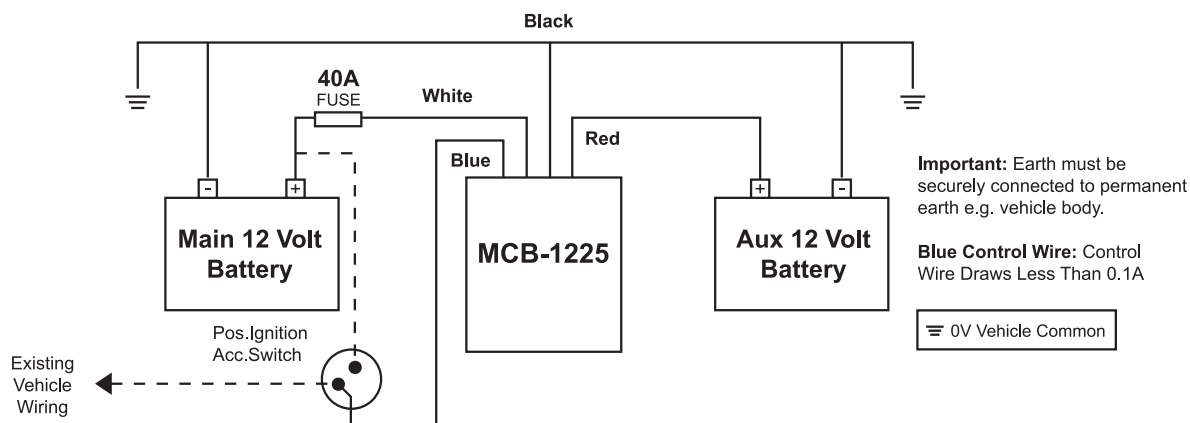 Black
40A
FUSE
White
Blue
Red
-
+
Main 12 Volt
Battery
MCB-1225
+
-
Aux 12 Volt
Battery
Important: Earth must be
securely connected to permanent
earth e.g. vehicle body.
Blue Control Wire: Control
Wire Draws Less Than 0.1A
0V Vehicle Common
Pos.Ignition
Acc.Switch
Existing
Vehicle
Wiring